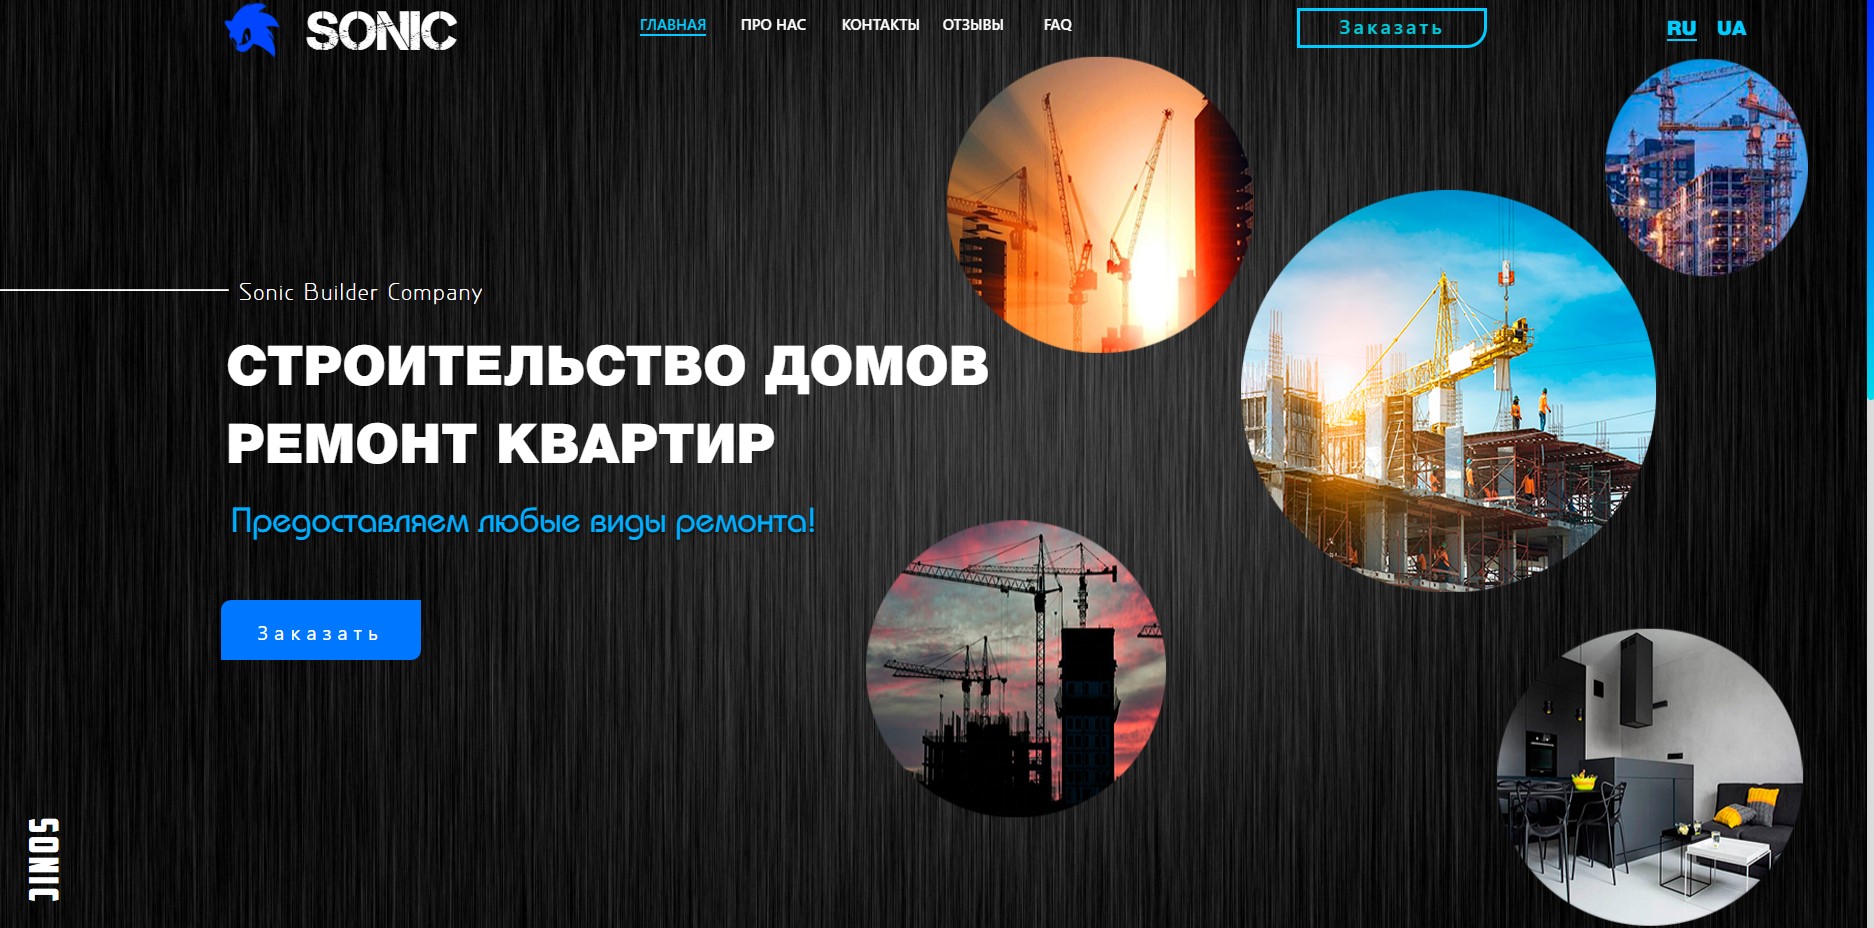 SONIC
ГЛАВНАЯ ПРО НАС КОНТАКТЫ ОТЗЫВЫ FAQ
Заказать
RU UA
Sonic Builder Company
СТРОИТЕЛЬСТВО ДОМОВ
РЕМОНТ КВАРТИР
Предоставляем любые виды ремонта!
Заказать
SONIC